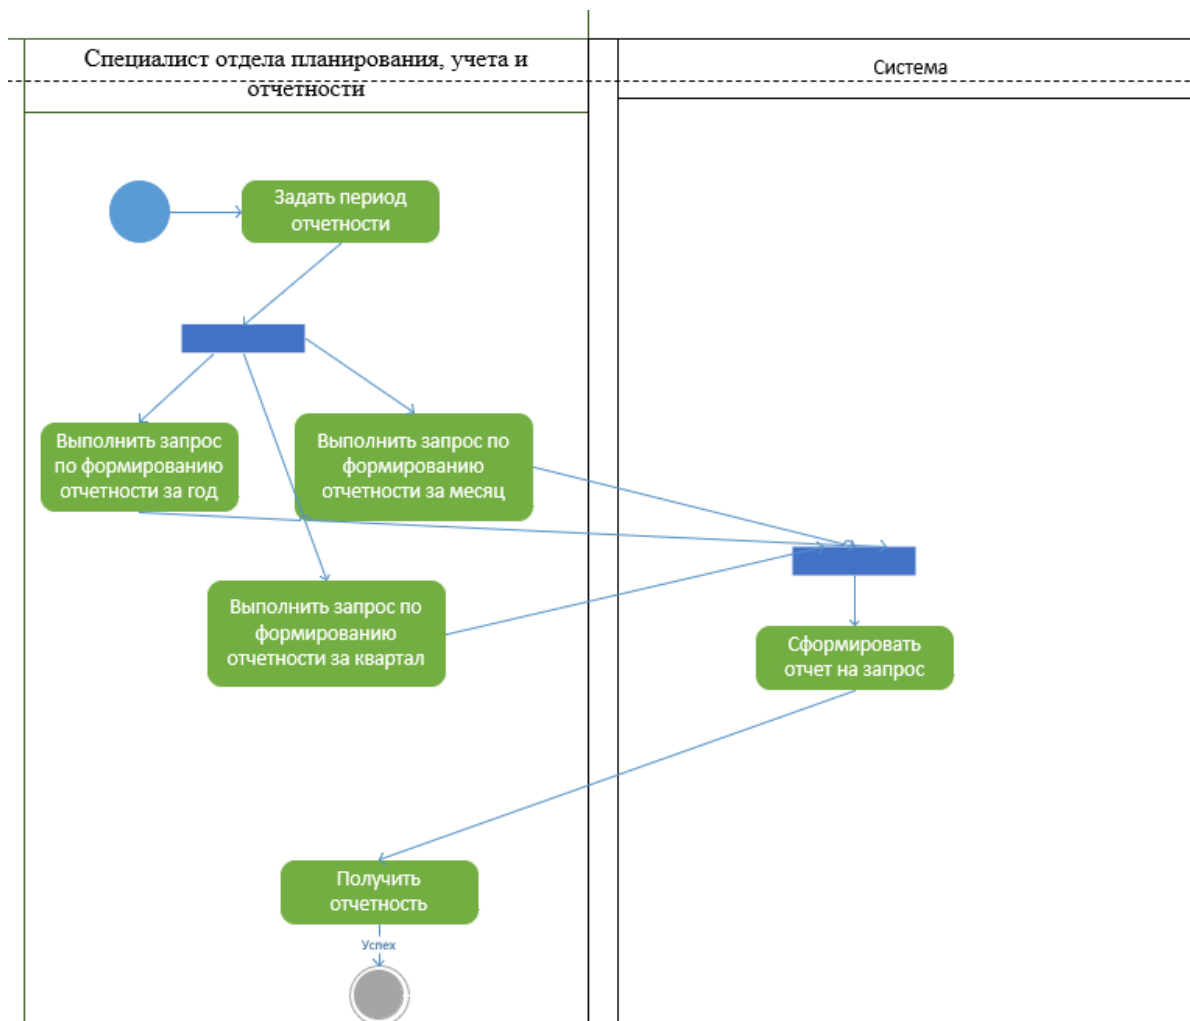 Специалист отдела планирования, учета и
отчетности
Система
Задать период
отчетности
Выполнить запрос
по формированию
отчетности за год
Выполнить запрос по
формированию
отчетности за месяц
Выполнить запрос по
формированию
отчетности за квартал
Сформировать
отчет на запрос
Получить
отчетность
Успех